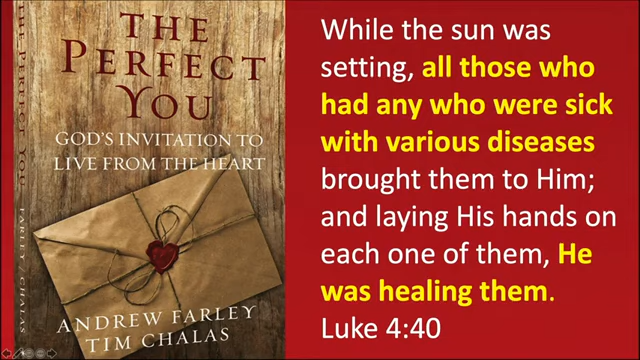 THE PERFECT YOU
FARLEY / CHALAS
THE
PERFECT
YOU
GOD'S INVITATION TO
LIVE FROM THE HEART
ANDREW FARLEY
TIM CHALAS
While the sun was
setting, all those who
had any who were sick
with various diseases
brought them to Him;
and laying His hands on
each one of them, He
was healing them.
Luke 4:40